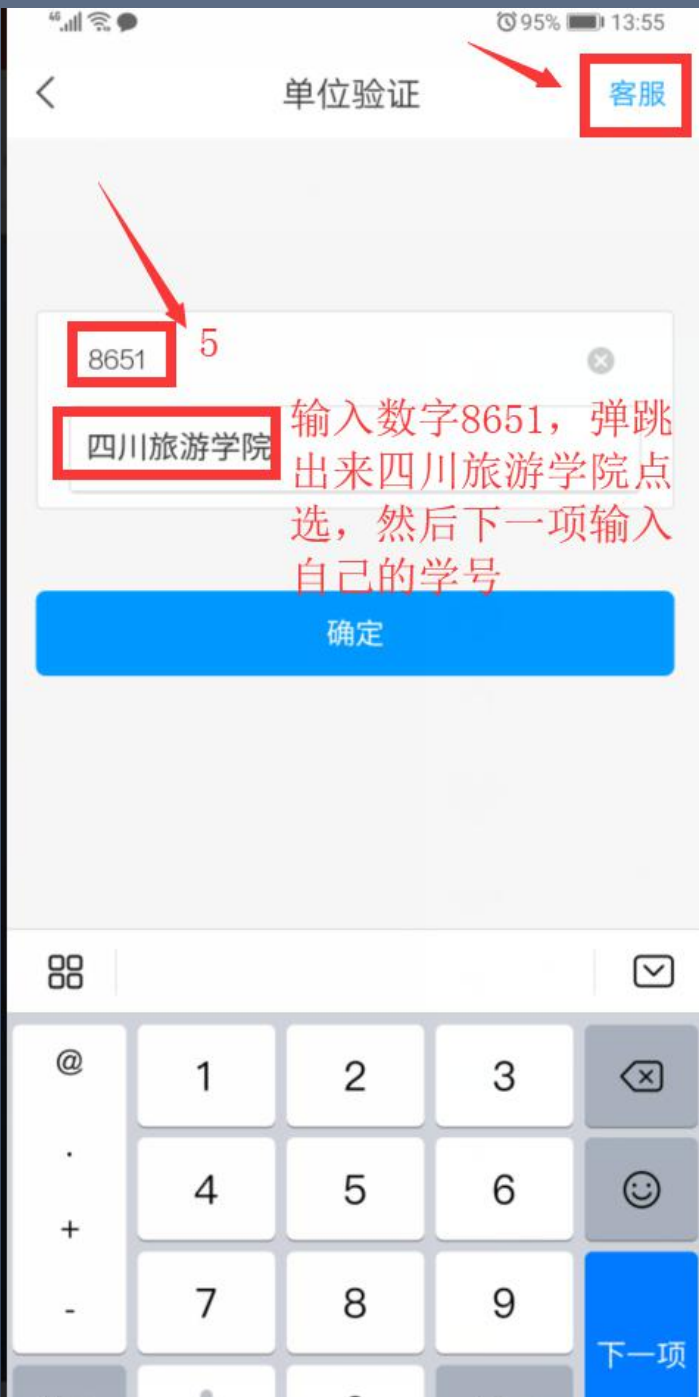 46 95% 13:55
单位验证 客服
8651 5
四川旅游学院
输入数字8651，弹跳
出来四川旅游学院点
选，然后下一项输入
自己的学号
确定
@ 1 2 3
.
4 5 6
+
- 7 8 9
下一项